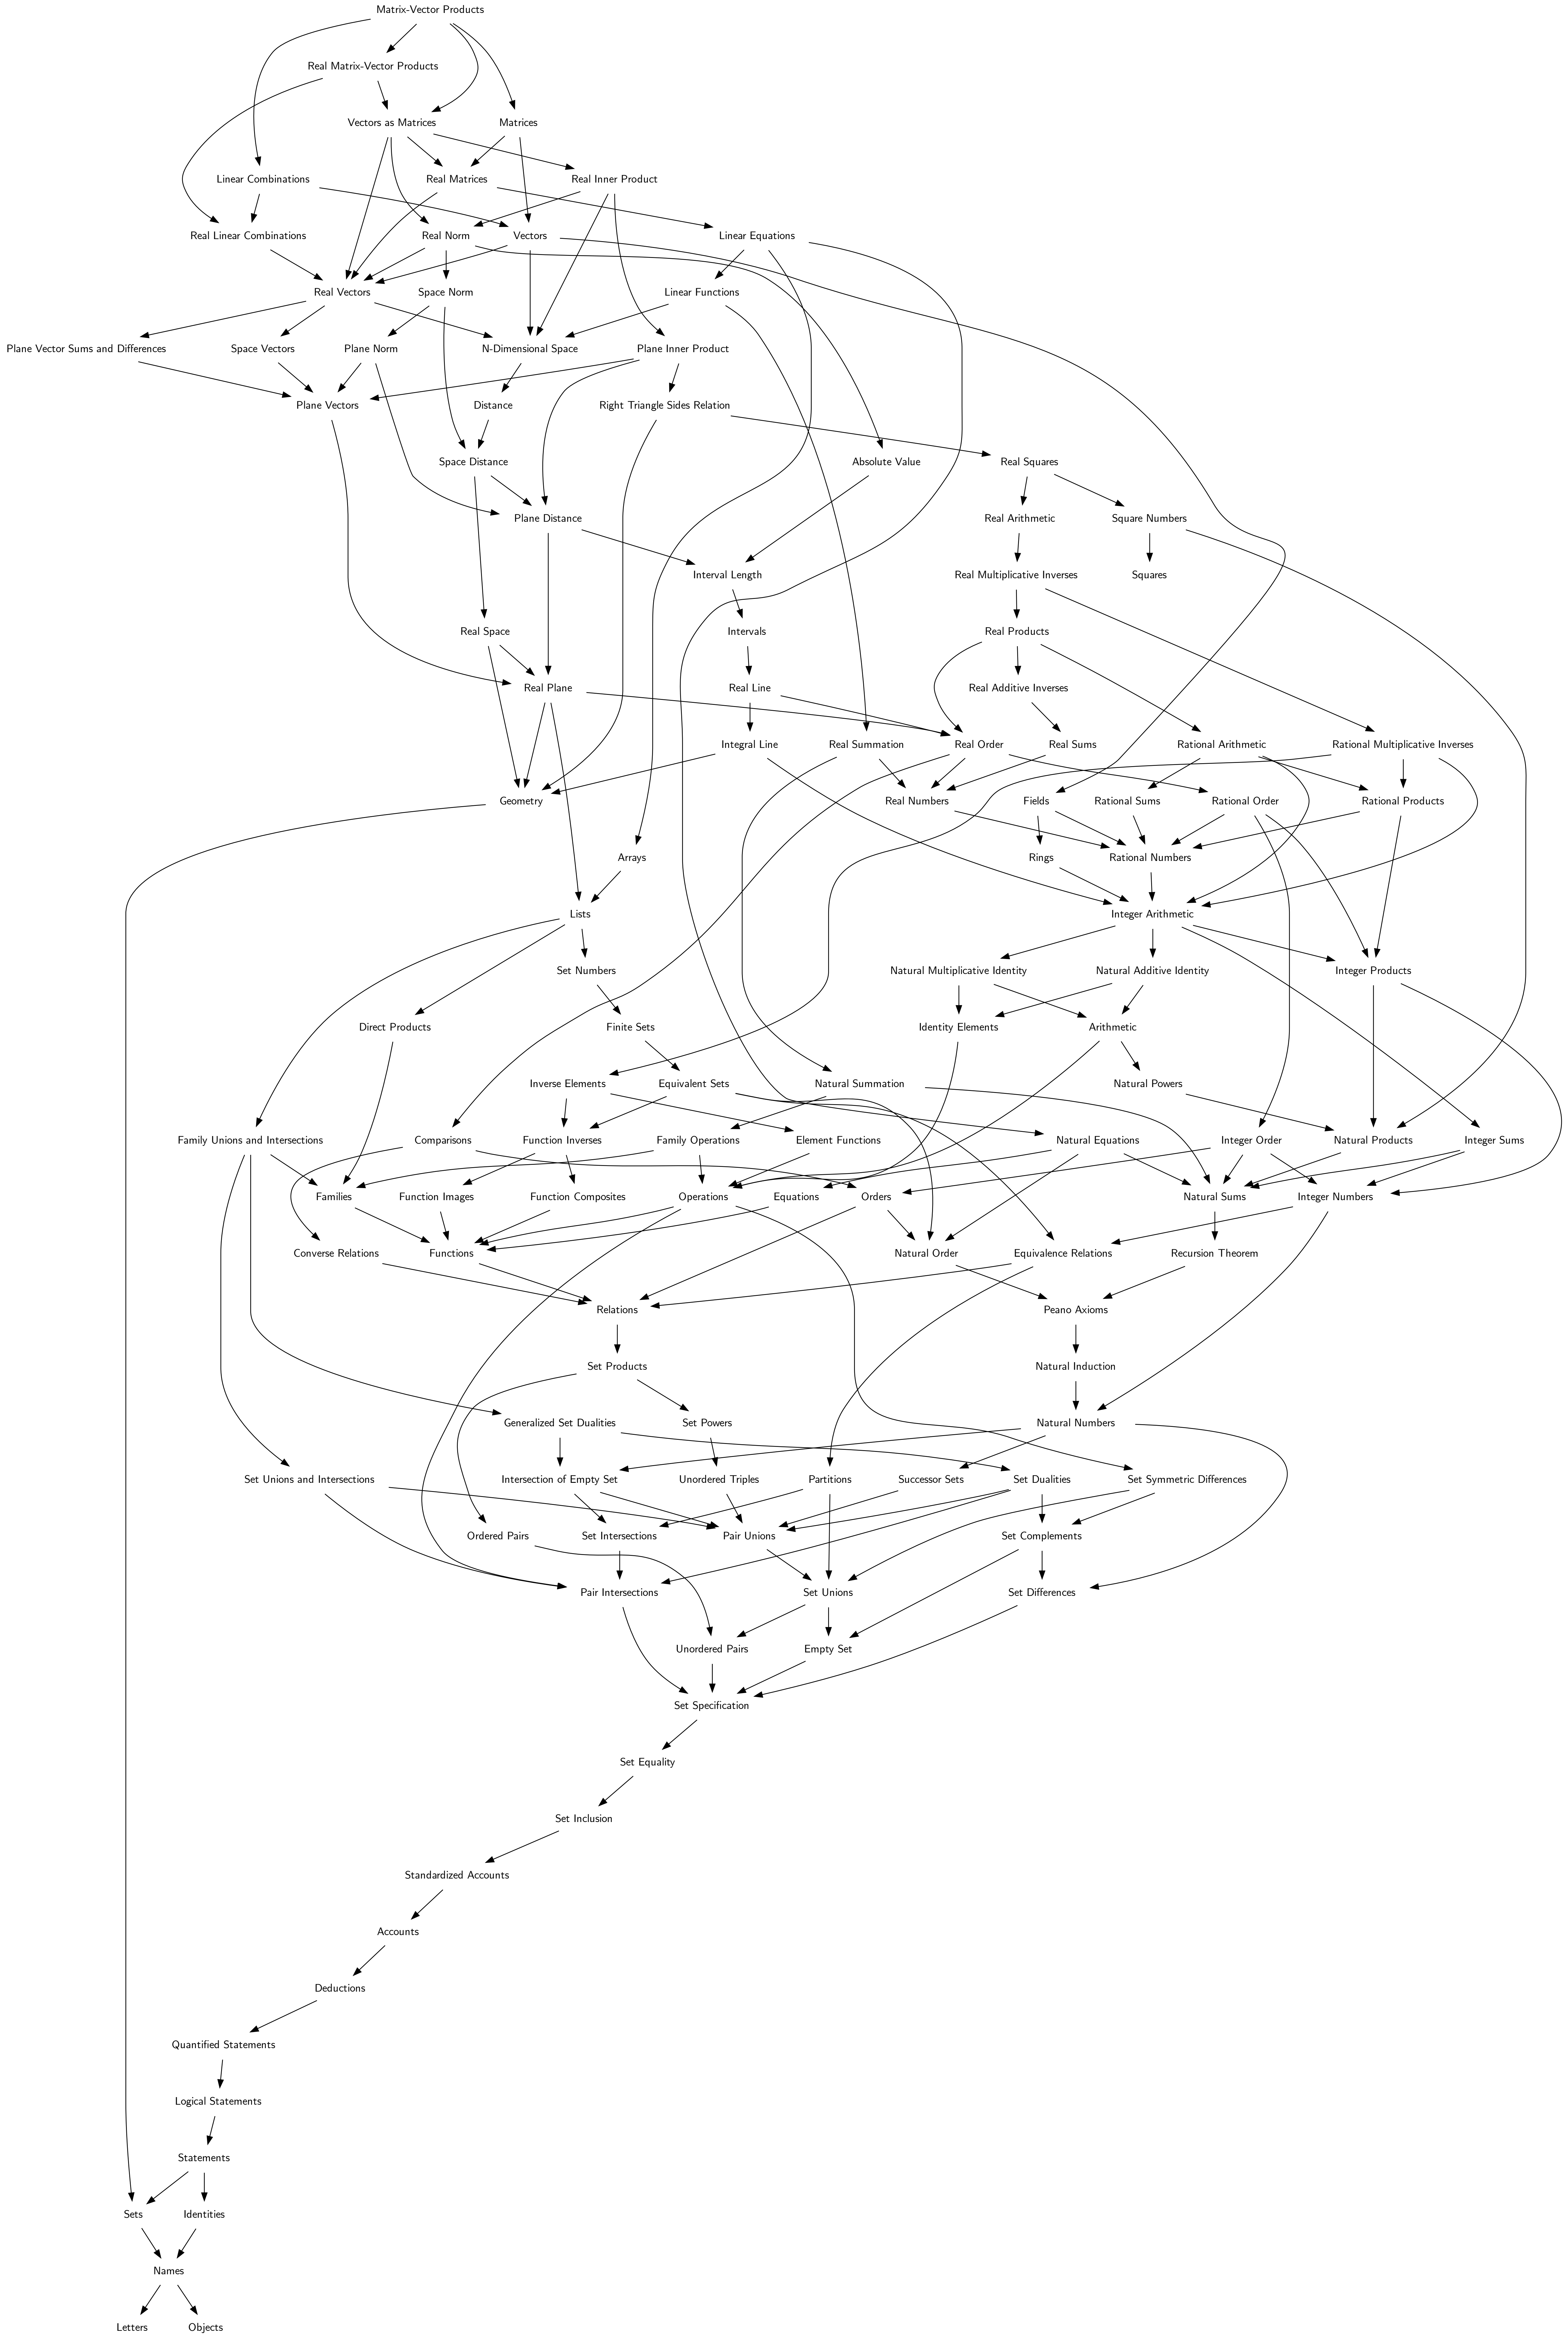 Matrix-Vector Products
Real Matrix-Vector Products
Vectors as Matrices
Matrices
Linear Combinations
Real Matrices
Real Inner Product
Real Linear Combinations
Real Norm
Vectors
Linear Equations
Real Vectors
Space Norm
Linear Functions
Plane Vector Sums and Differences
Space Vectors
Plane Norm
N-Dimensional Space
Plane Inner Product
Plane Vectors
Distance
Right Triangle Sides Relation
Space Distance
Absolute Value
Real Squares
Plane Distance
Real Arithmetic
Square Numbers
Interval Length
Real Multiplicative Inverses
Squares
Real Space
Intervals
Real Products
Real Plane
Real Line
Real Additive Inverses
Integral Line
Real Summation
Real Order
Real Sums
Rational Arithmetic
Rational Multiplicative Inverses
Geometry
Real Numbers
Fields
Rational Sums
Rational Order
Rational Products
Arrays
Rings
Rational Numbers
Lists
Integer Arithmetic
Set Numbers
Natural Multiplicative Identity
Natural Additive Identity
Integer Products
Direct Products
Finite Sets
Identity Elements
Arithmetic
Inverse Elements
Equivalent Sets
Natural Summation
Natural Powers
Family Unions and Intersections
Comparisons
Function Inverses
Family Operations
Element Functions
Natural Equations
Integer Order
Natural Products
Integer Sums
Families
Function Images
Function Composites
Operations
Equations
Orders
Natural Sums
Integer Numbers
Converse Relations
Functions
Natural Order
Equivalence Relations
Recursion Theorem
Relations
Peano Axioms
Set Products
Natural Induction
Generalized Set Dualities
Set Powers
Natural Numbers
Set Unions and Intersections
Intersection of Empty Set
Unordered Triples
Partitions
Successor Sets
Set Dualities
Set Symmetric Differences
Ordered Pairs
Set Intersections
Pair Unions
Set Complements
Pair Intersections
Set Unions
Set Differences
Unordered Pairs
Empty Set
Set Specification
Set Equality
Set Inclusion
Standardized Accounts
Accounts
Deductions
Quantified Statements
Logical Statements
Statements
Sets
Identities
Names
Letters
Objects